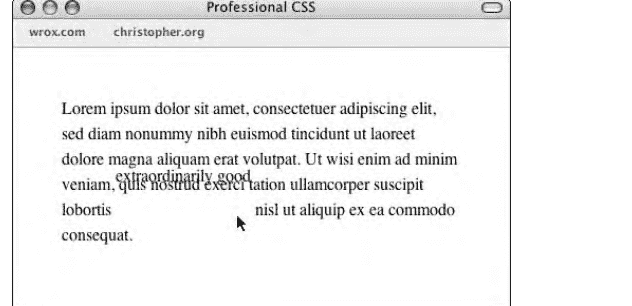 Professional CSS
wrox.com christopher.org
Lorem ipsum dolor sit amet, consectetuer adipiscing elit,
sed diam nonummy nibh euismod tincidunt ut laoreet
dolore magna aliquam erat volutpat. Ut wisi enim ad minim
extraordinarily good
veniam, quis nostrud exerci tation ullamcorper suscipit
lobortis nisl ut aliquip ex ea commodo
consequat.